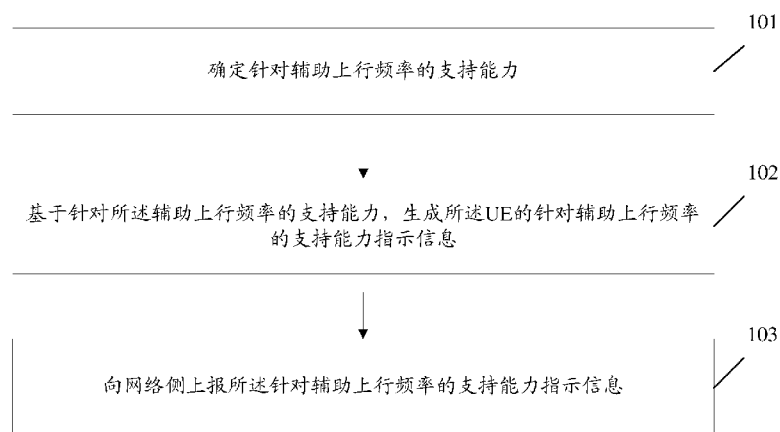 101
确定针对辅助上行频率的支持能力
102
基于针对所述辅助上行频率的支持能力，生成所述UE的针对辅助上行频率
的支持能力指示信息
103
向网络侧上报所述针对辅助上行频率的支持能力指示信息